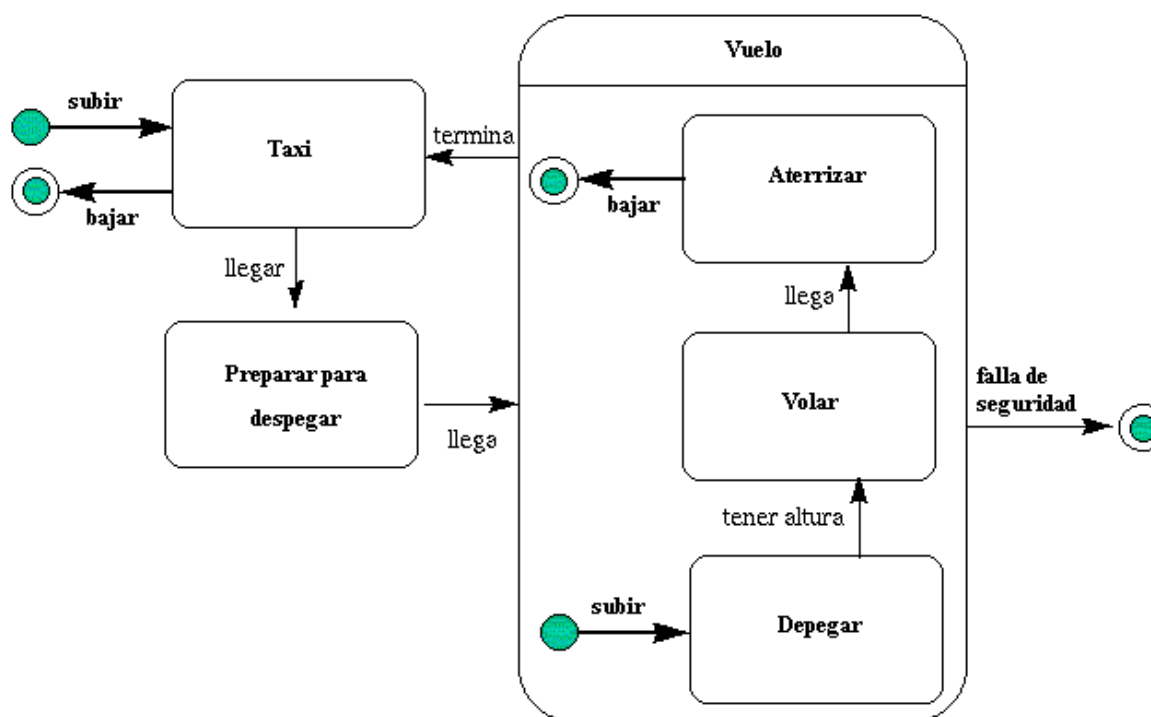 Vuelo
subir
Taxi
termina
bajar
Aterrizar
bajar
llegar
llega
Preparar para
despegar
llega
Volar
falla de
seguridad
tener altura
subir
Depegar